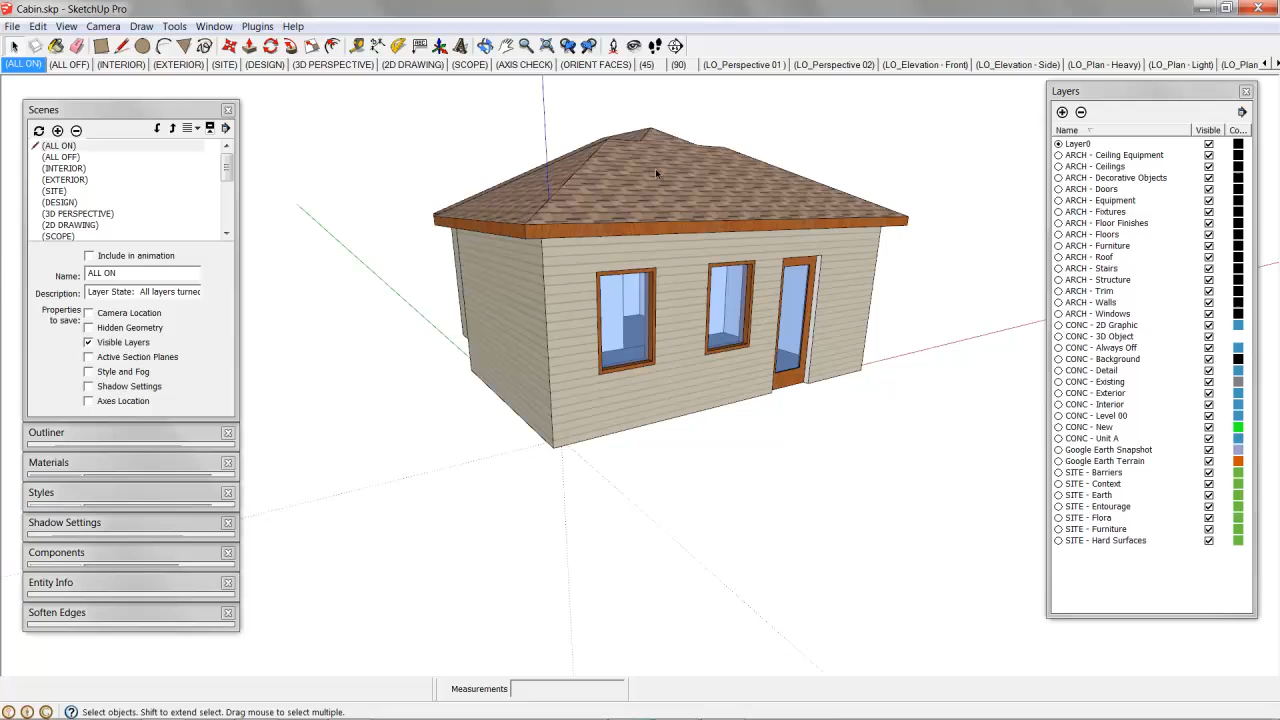 Cabin.skp - SketchUp Pro
File Edit View Camera Draw Tools Window Plugins Help
(ALL ON) (ALL OFF) (INTERIOR) (EXTERIOR) (SITE) (DESIGN) (3D PERSPECTIVE) (2D DRAWING) (SCOPE) (AXIS CHECK) (ORIENT FACES) (45) (90) (LO_Perspective 01 ) (LO_Perspective 02) (LO_Elevation - Front) (LO_Elevation - Side) (LO_Plan - Heavy) (LO_Plan - Light) (LO_Plan
Scenes
(ALL ON)
(ALL OFF)
(INTERIOR)
(EXTERIOR)
(SITE)
(DESIGN)
(3D PERSPECTIVE)
(2D DRAWING)
(SCOPE)
Include in animation
Name: ALL ON
Description: Layer State: All layers turned
Properties to save:
Camera Location
Hidden Geometry
Visible Layers
Active Section Planes
Style and Fog
Shadow Settings
Axes Location
Outliner
Materials
Styles
Shadow Settings
Components
Entity Info
Soften Edges
Layers
Name Visible Co...
Layer0
ARCH - Ceiling Equipment
ARCH - Ceilings
ARCH - Decorative Objects
ARCH - Doors
ARCH - Equipment
ARCH - Fixtures
ARCH - Floor Finishes
ARCH - Floors
ARCH - Furniture
ARCH - Roof
ARCH - Stairs
ARCH - Structure
ARCH - Trim
ARCH - Walls
ARCH - Windows
CONC - 2D Graphic
CONC - 3D Object
CONC - Always Off
CONC - Background
CONC - Detail
CONC - Existing
CONC - Exterior
CONC - Interior
CONC - Level 00
CONC - New
CONC - Unit A
Google Earth Snapshot
Google Earth Terrain
SITE - Barriers
SITE - Context
SITE - Earth
SITE - Entourage
SITE - Flora
SITE - Furniture
SITE - Hard Surfaces
Measurements
Select objects. Shift to extend select. Drag mouse to select multiple.